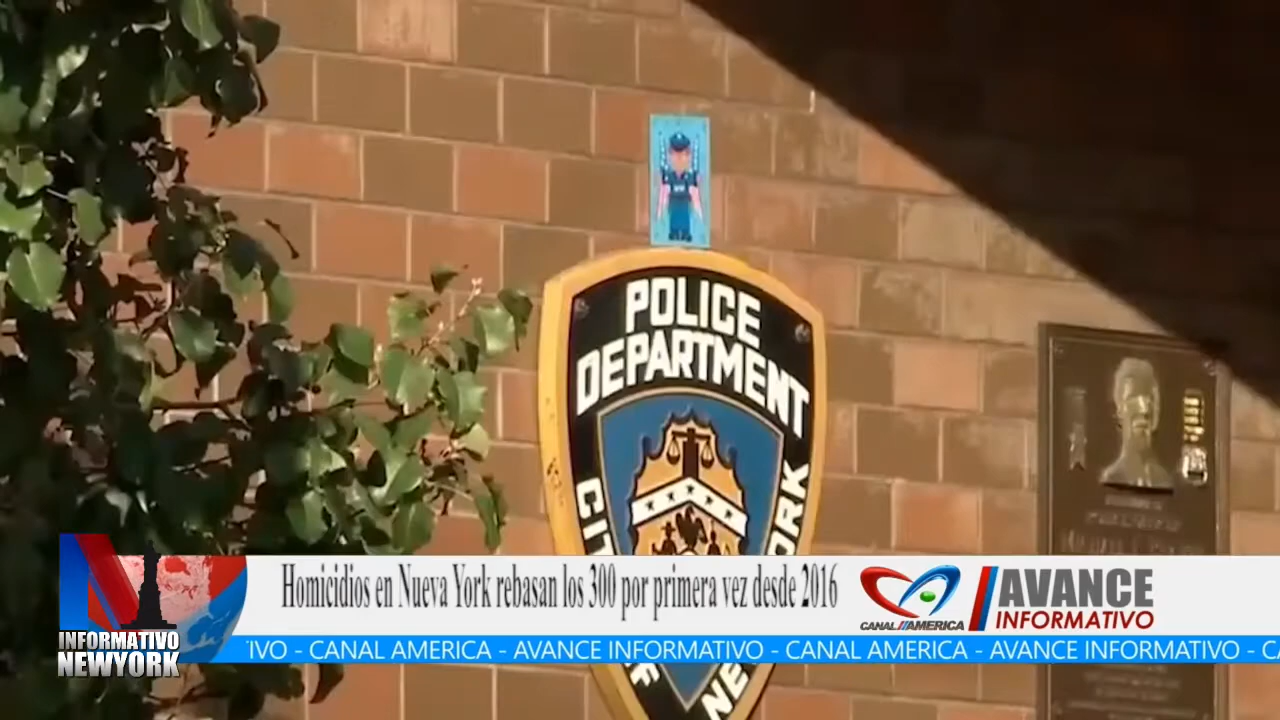 POLICE
DEPARTMENT
CITY OF NEW YORK
Homicidios en Nueva York rebasan los 300 por primera vez desde 2016
CANAL AMERICA
AVANCE
INFORMATIVO
INFORMATIVO
NEWYORK
TIVO - CANAL AMERICA - AVANCE INFORMATIVO - CANAL AMERICA - AVANCE INFORMATIVO - CA